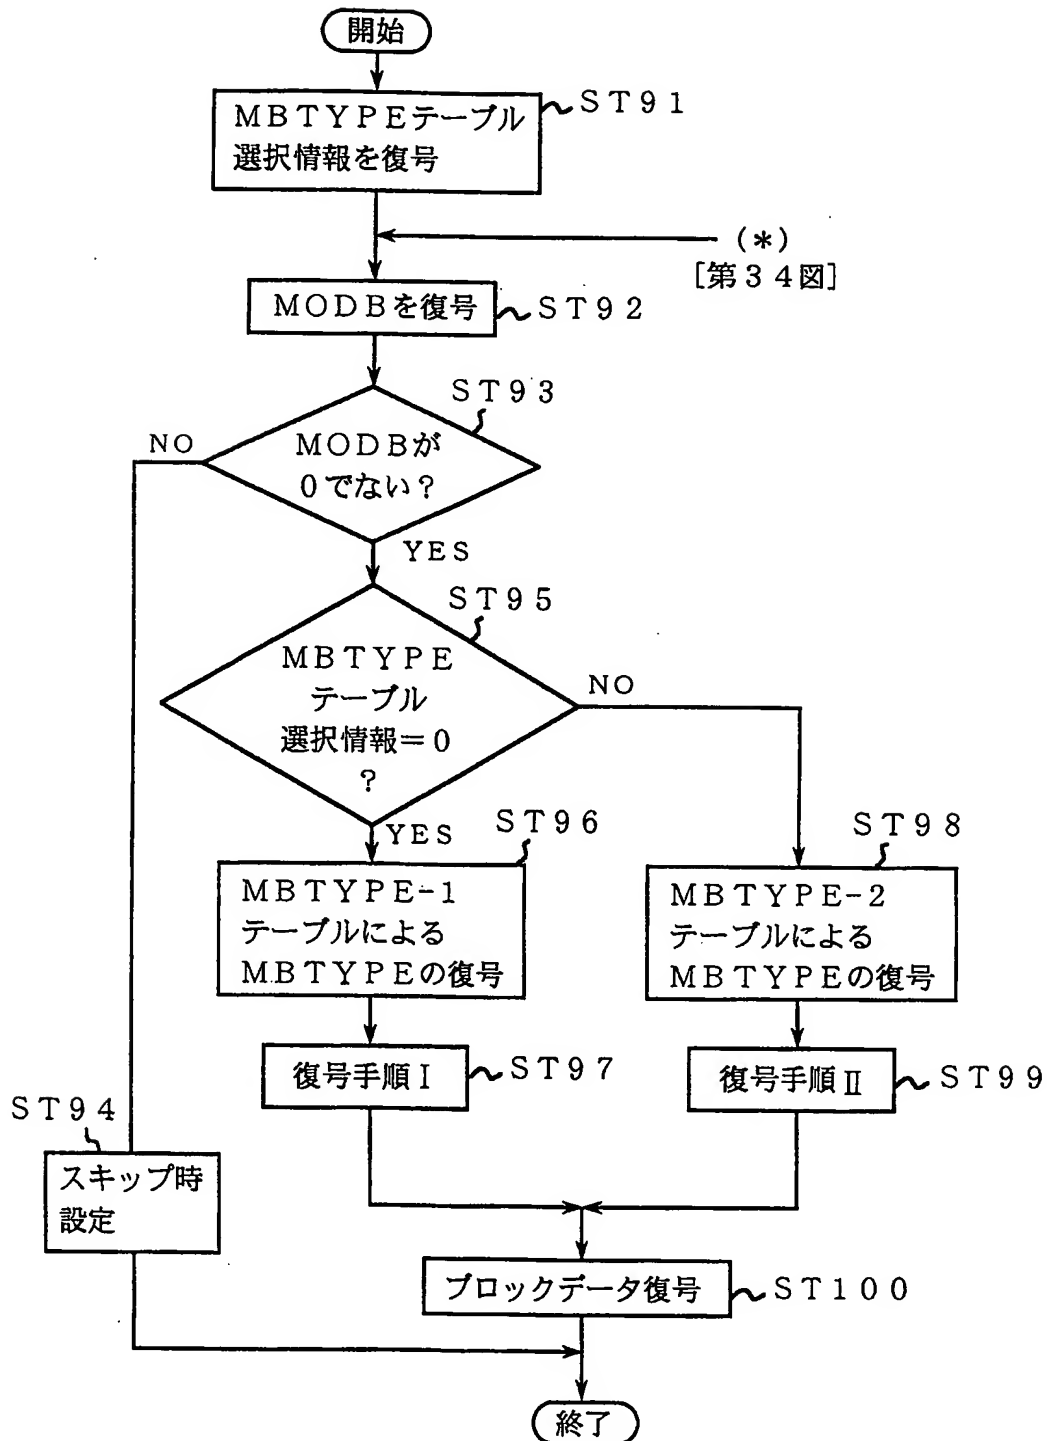 開始
MBTYPEテーブル
選択情報を復号
ST91
(*)
[第34図]
MODBを復号
ST92
ST93
MODBが
0でない?
NO
YES
ST95
MBTYPE
テーブル
選択情報=0
?
NO
YES
ST96
MBTYPE-1
テーブルによる
MBTYPEの復号
ST98
MBTYPE-2
テーブルによる
MBTYPEの復号
復号手順Ⅰ
ST97
復号手順Ⅱ
ST99
ST94
スキップ時
設定
ブロックデータ復号
ST100
終了